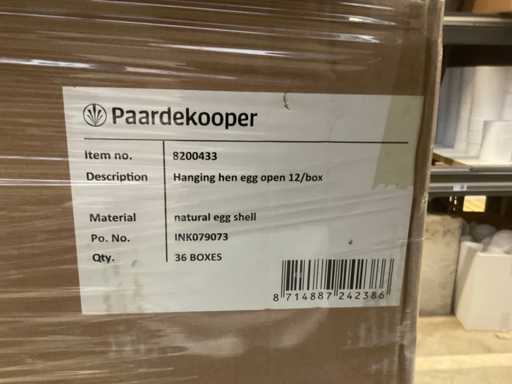 Paardekooper
Item no. 8200433
Description Hanging hen egg open 12/box
Material natural egg shell
Po. No. INK079073
Qty. 36 BOXES
8 714887 242386